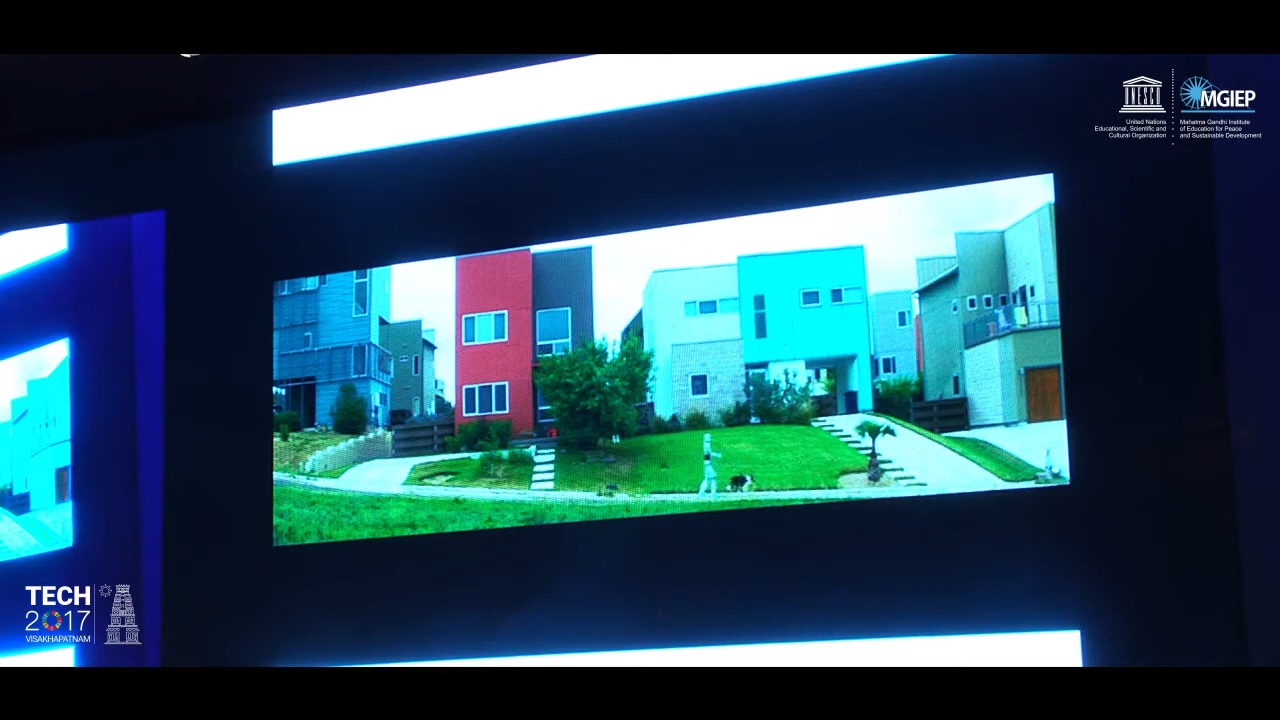 UNESCO
United Nations
Educational, Scientific and
Cultural Organization
MGIEP
Mahatma Gandhi Institute
of Education for Peace
and Sustainable Development
TECH
2017
VISAKHAPATNAM